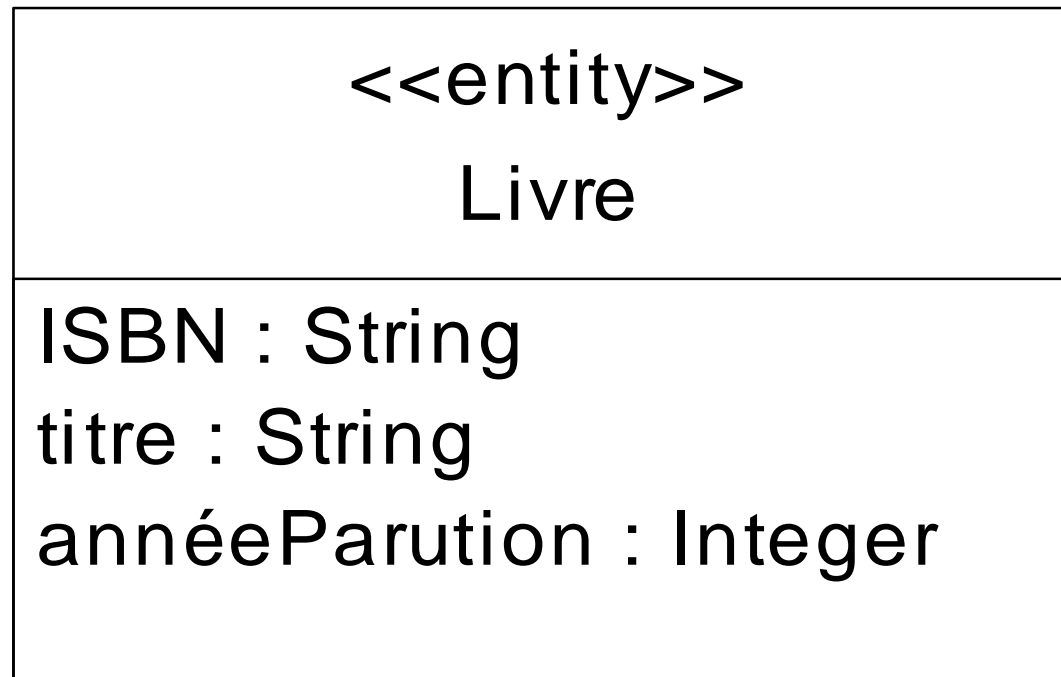 <<entity>>
Livre
ISBN : String
titre : String
annéeParution : Integer